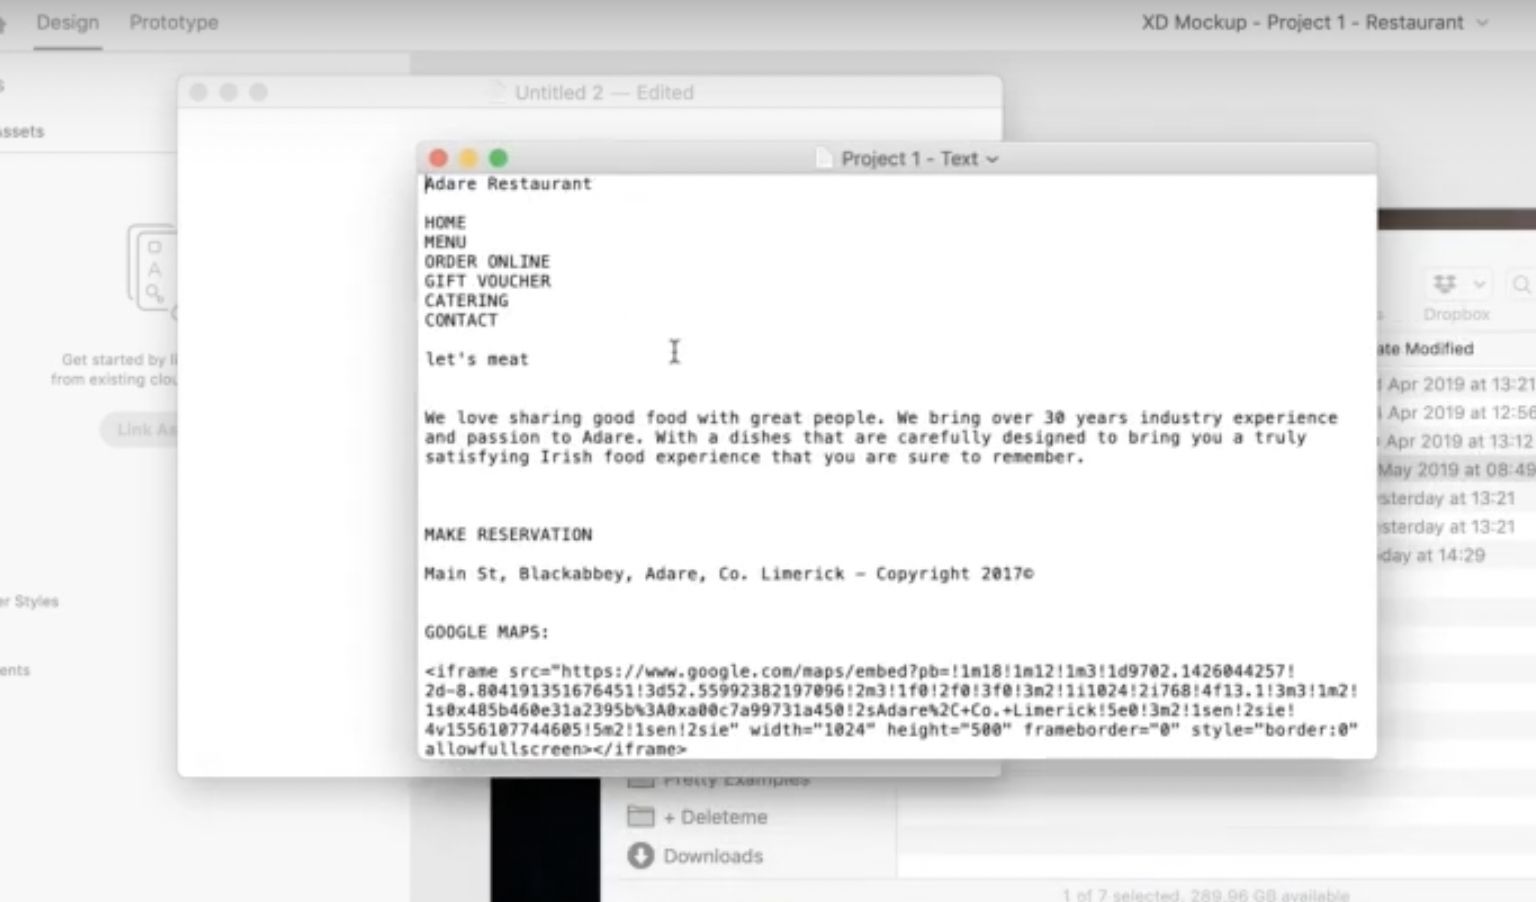 Design Prototype
XD Mockup - Project 1 - Restaurant
Untitled 2 — Edited
Assets
Project 1 - Text
Adare Restaurant
HOME
MENU
ORDER ONLINE
GIFT VOUCHER
CATERING
CONTACT
let's meat
We love sharing good food with great people. We bring over 30 years industry experience
and passion to Adare. With a dishes that are carefully designed to bring you a truly
satisfying Irish food experience that you are sure to remember.
MAKE RESERVATION
Main St, Blackabbey, Adare, Co. Limerick – Copyright 2017©
GOOGLE MAPS:
<iframe src="https://www.google.com/maps/embed?pb=!1m18!1m12!1m3!1d9702.1426044257!
2d-8.804191351676451!3d52.55992382197096!2m3!1f0!2f0!3f0!3m2!1i1024!2i768!4f13.1!3m3!1m2!
1s0x485b460e31a2395b%3A0xa00c7a99731a450!2sAdare%2C+Co.+Limerick!5e0!3m2!1sen!2sie!
4v1556107744605!5m2!1sen!2sie" width="1024" height="500" frameborder="0" style="border:0"
allowfullscreen></iframe>
Get started by
from existing
Link
Styles
Dropbox
Modified
Apr 2019 at 13:21
Apr 2019 at 12:56
Apr 2019 at 13:12
May 2019 at 08:49
sterday at 13:21
sterday at 13:21
day at 14:29
Pretty Examples
+ Deleteme
Downloads
1 of 7 selected, 289.96 GB available